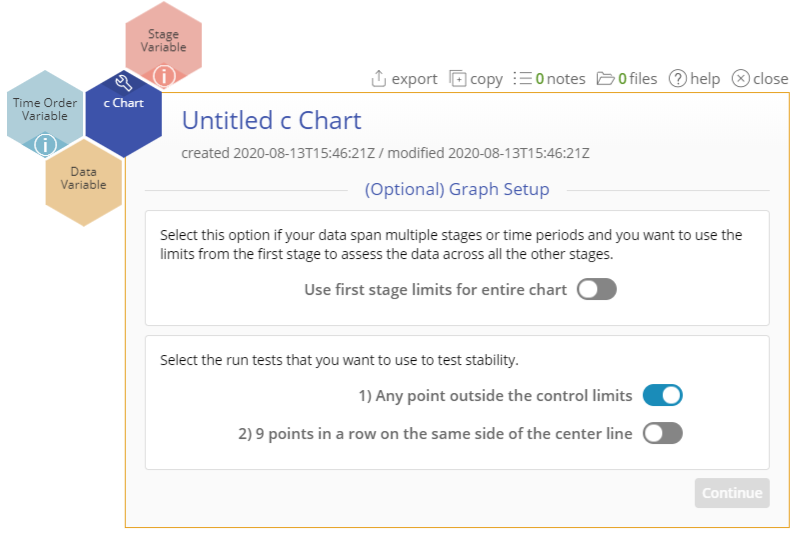 Stage
Variable
Time Order
Variable
c Chart
Data
Variable
export copy 0 notes 0 files ? help close
Untitled c Chart
created 2020-08-13T15:46:21Z / modified 2020-08-13T15:46:21Z
(Optional) Graph Setup
Select this option if your data span multiple stages or time periods and you want to use the
limits from the first stage to assess the data across all the other stages.
Use first stage limits for entire chart
Select the run tests that you want to use to test stability.
1) Any point outside the control limits
2) 9 points in a row on the same side of the center line
Continue